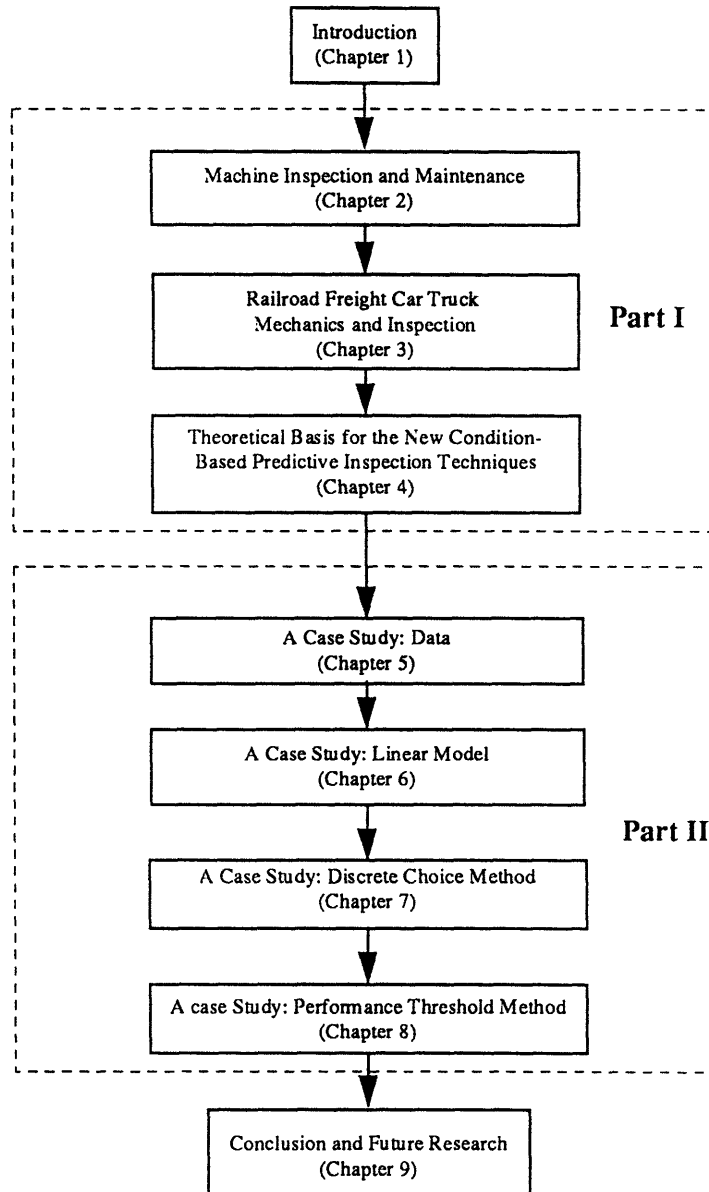 Introduction
(Chapter 1)
Machine Inspection and Maintenance
(Chapter 2)
Railroad Freight Car Truck
Mechanics and Inspection
(Chapter 3)
Part I
Theoretical Basis for the New Condition-
Based Predictive Inspection Techniques
(Chapter 4)
A Case Study: Data
(Chapter 5)
A Case Study: Linear Model
(Chapter 6)
Part II
A Case Study: Discrete Choice Method
(Chapter 7)
A case Study: Performance Threshold Method
(Chapter 8)
Conclusion and Future Research
(Chapter 9)